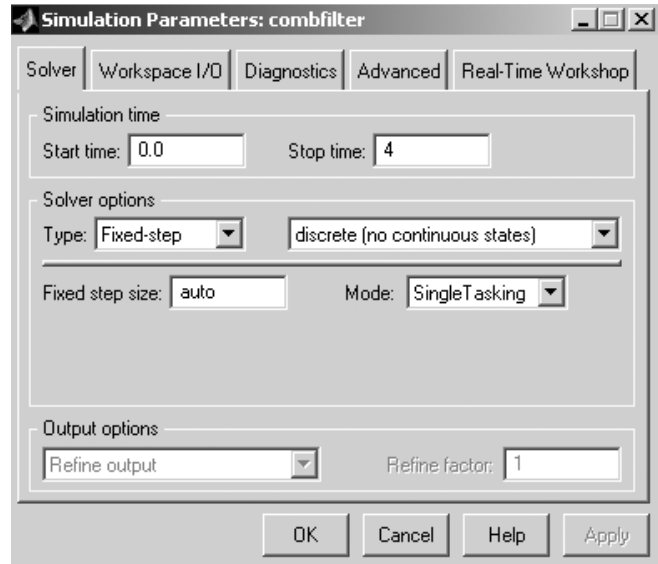 Simulation Parameters: combfilter
Solver Workspace I/O Diagnostics Advanced Real-Time Workshop
Simulation time
Start time: 0.0 Stop time: 4
Solver options
Type: Fixed-step discrete (no continuous states)
Fixed step size: auto Mode: SingleTasking
Output options
Refine output Refine factor: 1
OK Cancel Help Apply